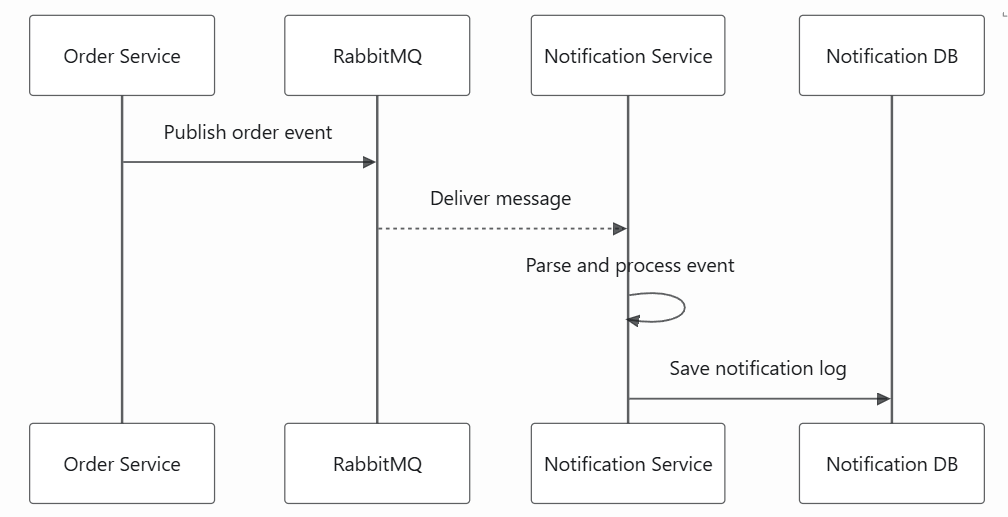 Order Service
RabbitMQ
Notification Service
Notification DB
Publish order event
Deliver message
Parse and process event
Save notification log
Order Service
RabbitMQ
Notification Service
Notification DB